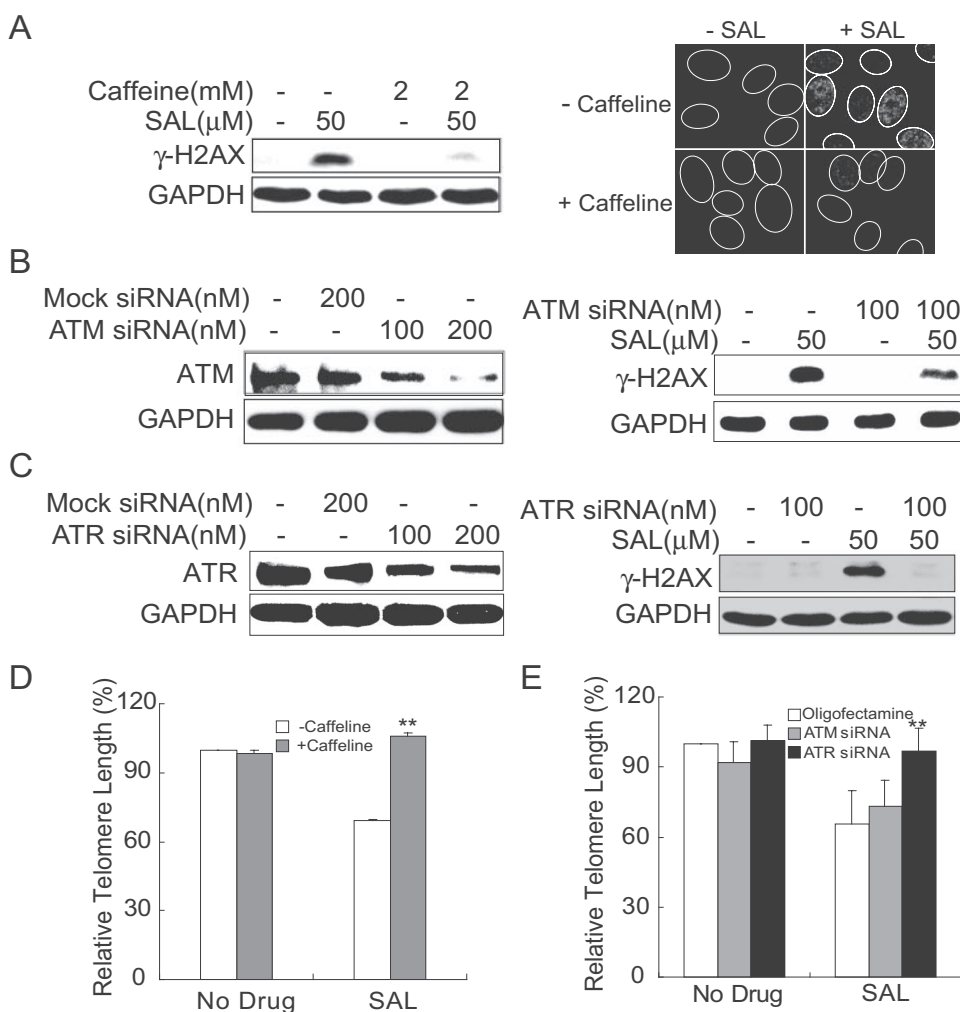 A
- SAL + SAL
Caffeine(mM) - - 2 2
SAL(μM) - 50 - 50
γ-H2AX
GAPDH
- Caffeline
+ Caffeline
B
Mock siRNA(nM) - 200 - -
ATM siRNA(nM) - - 100 200
ATM
GAPDH
ATM siRNA(nM) - - 100 100
SAL(μM) - 50 - 50
γ-H2AX
GAPDH
C
Mock siRNA(nM) - 200 - -
ATR siRNA(nM) - - 100 200
ATR
GAPDH
ATR siRNA(nM) - 100 - 100
SAL(μM) - - 50 50
γ-H2AX
GAPDH
D
Relative Telomere Length (%)
120
90
60
30
0
-Caffeline
+Caffeline
**
No Drug SAL
E
Relative Telomere Length (%)
120
90
60
30
0
Oligofectamine
ATM siRNA
ATR siRNA
**
No Drug SAL